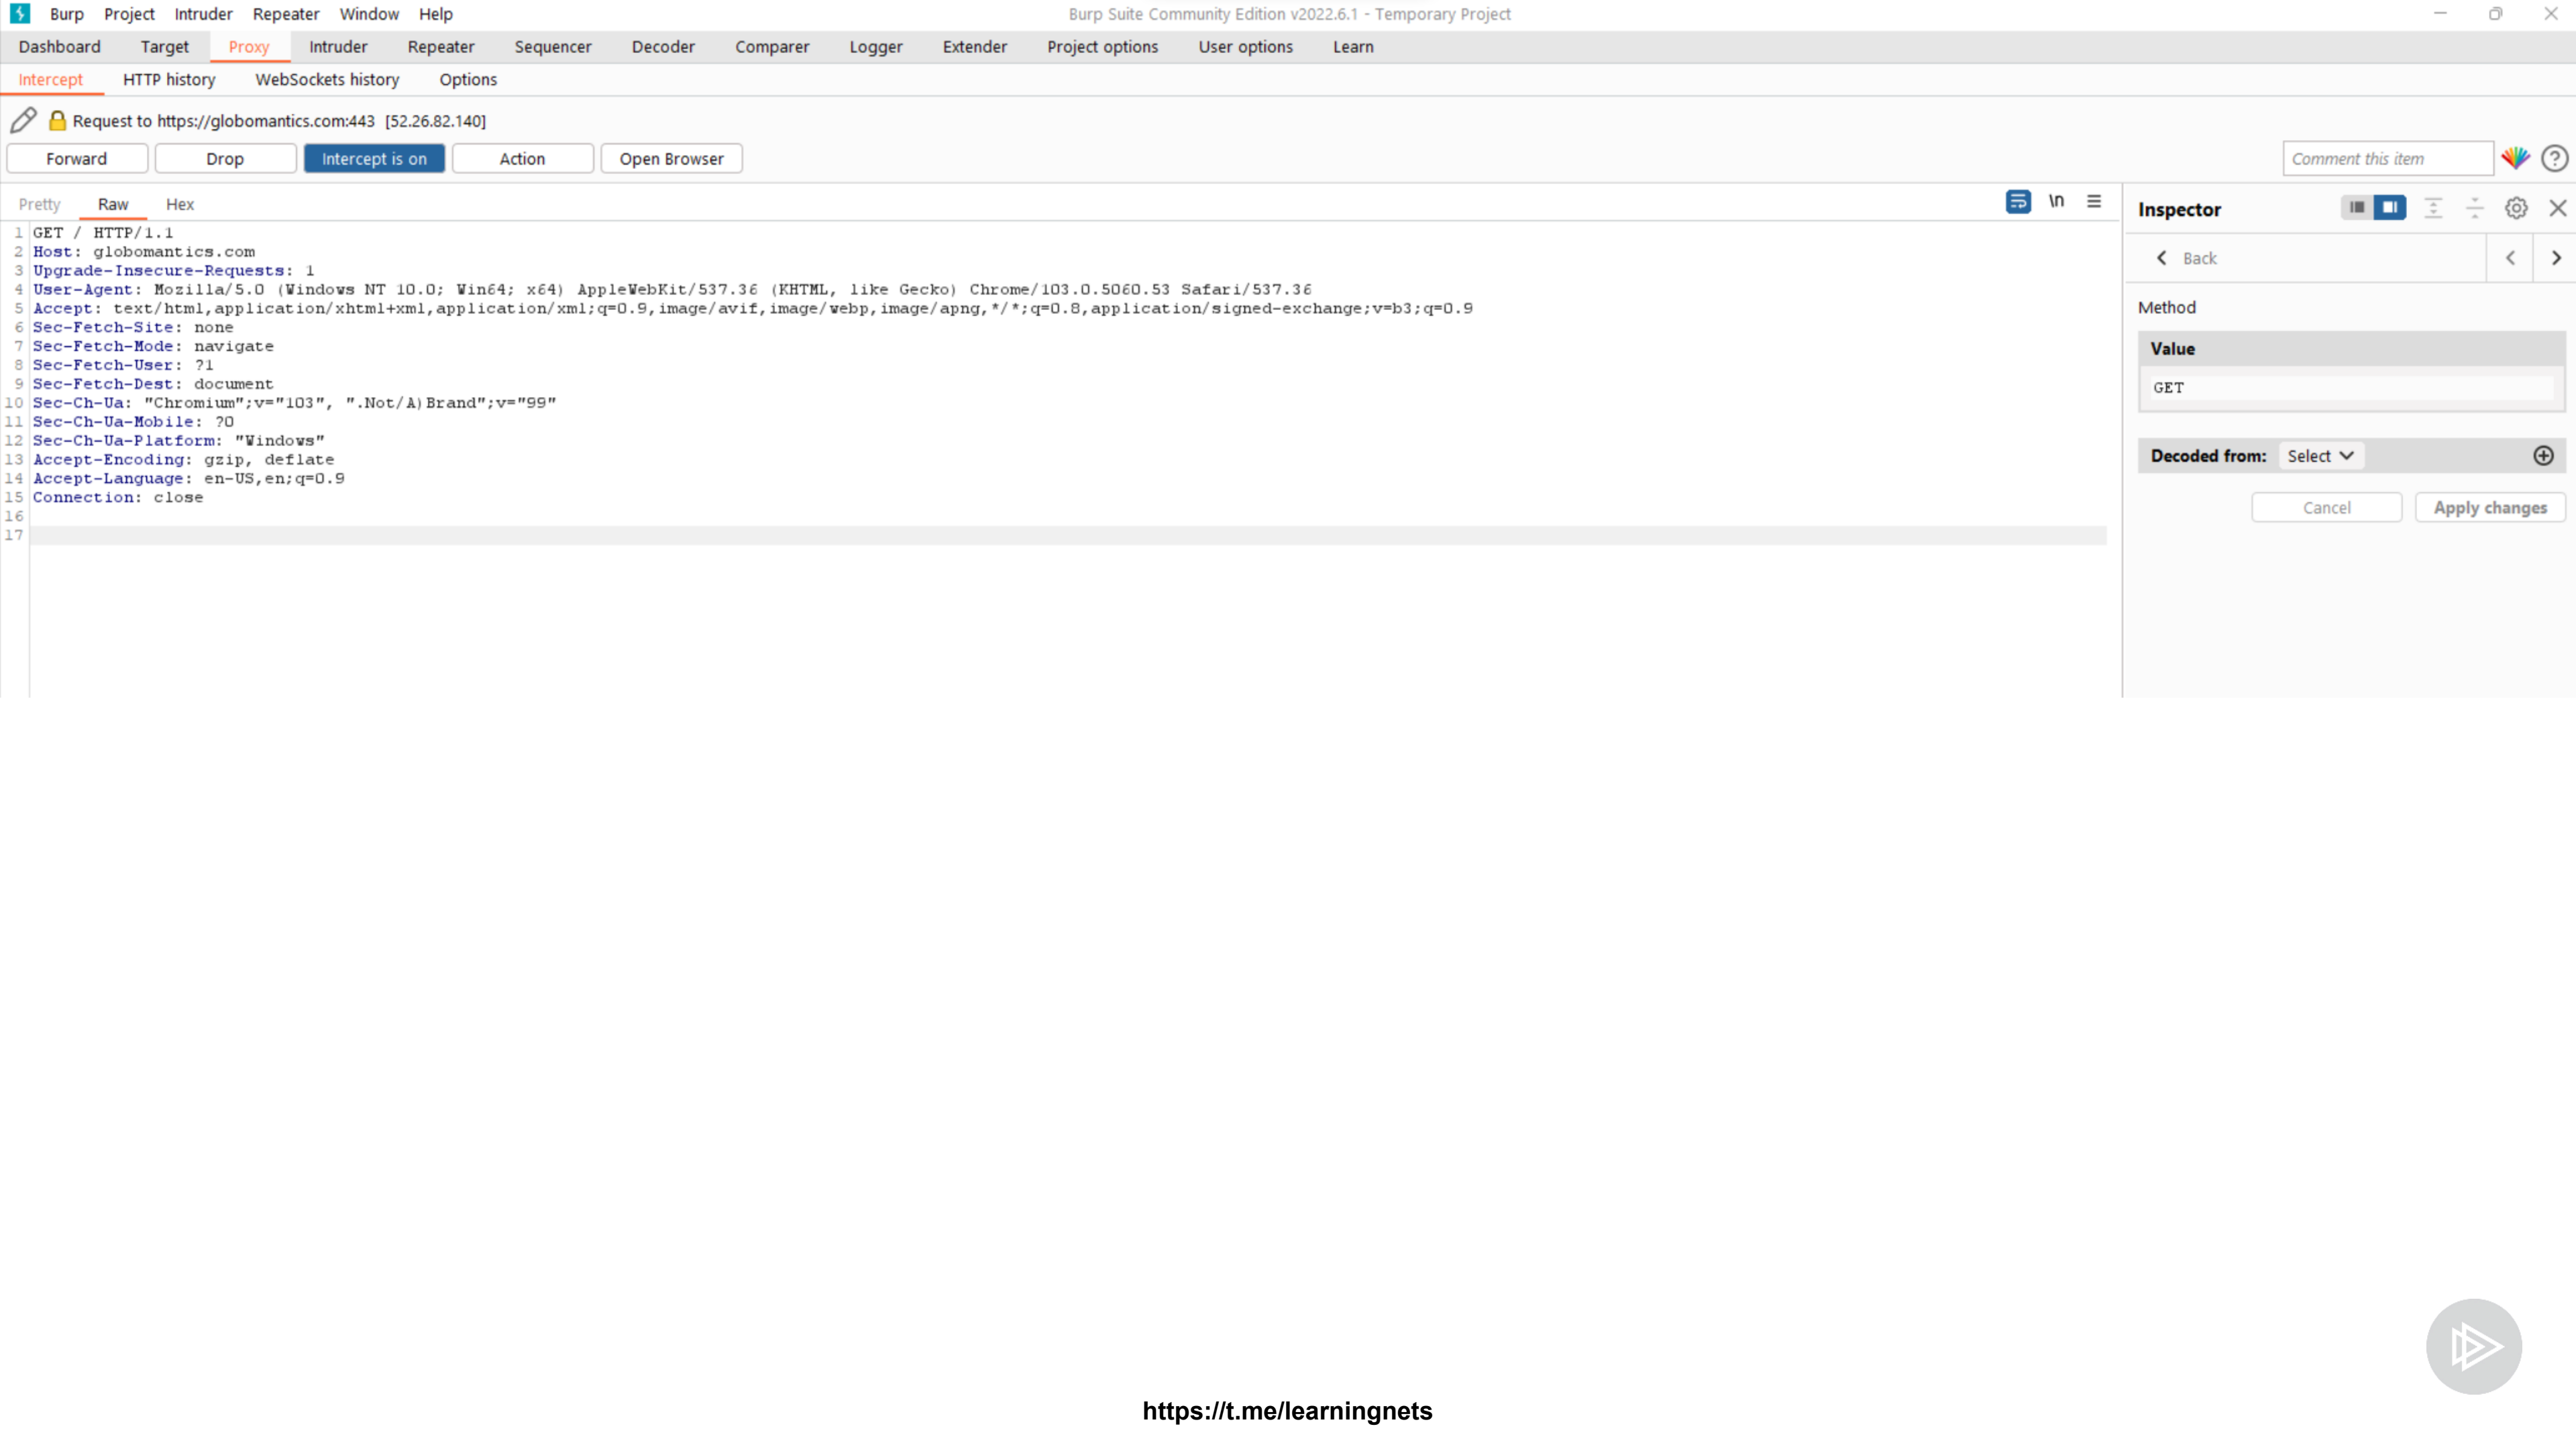 Burp Project Intruder Repeater Window Help
Burp Suite Community Edition v2022.6.1 - Temporary Project
Dashboard Target Proxy Intruder Repeater Sequencer Decoder Comparer Logger Extender Project options User options Learn
Intercept HTTP history WebSockets history Options
Request to https://globomantics.com:443 [52.26.82.140]
Forward Drop Intercept is on Action Open Browser
Comment this item
Pretty Raw Hex
\n
1 GET / HTTP/1.1
2 Host: globomantics.com
3 Upgrade-Insecure-Requests: 1
4 User-Agent: Mozilla/5.0 (Windows NT 10.0; Win64; x64) AppleWebKit/537.36 (KHTML, like Gecko) Chrome/103.0.5060.53 Safari/537.36
5 Accept: text/html,application/xhtml+xml,application/xml;q=0.9,image/avif,image/webp,image/apng,*/*;q=0.8,application/signed-exchange;v=b3;q=0.9
6 Sec-Fetch-Site: none
7 Sec-Fetch-Mode: navigate
8 Sec-Fetch-User: ?1
9 Sec-Fetch-Dest: document
10 Sec-Ch-Ua: "Chromium";v="103", ".Not/A)Brand";v="99"
11 Sec-Ch-Ua-Mobile: ?0
12 Sec-Ch-Ua-Platform: "Windows"
13 Accept-Encoding: gzip, deflate
14 Accept-Language: en-US,en;q=0.9
15 Connection: close
16
17
Inspector
Back
Method
Value
GET
Decoded from: Select
Cancel Apply changes
https://t.me/learningnets